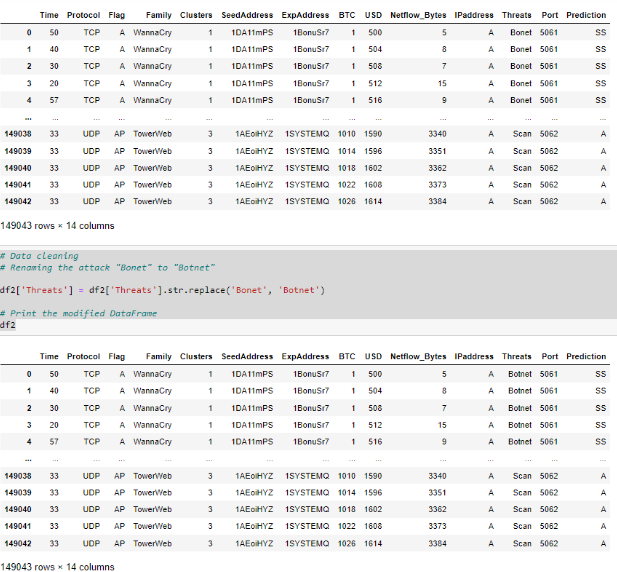 Time Protocol Flag Family Clusters SeedAddress ExpAddress BTC USD Netflow_Bytes IPaddress Threats Port Prediction
0 50 TCP A WannaCry 1 1DA11mPS 1BonuSr7 1 500 5 A Bonet 5061 SS
1 40 TCP A WannaCry 1 1DA11mPS 1BonuSr7 1 504 8 A Bonet 5061 SS
2 30 TCP A WannaCry 1 1DA11mPS 1BonuSr7 1 508 7 A Bonet 5061 SS
3 20 TCP A WannaCry 1 1DA11mPS 1BonuSr7 1 512 15 A Bonet 5061 SS
4 57 TCP A WannaCry 1 1DA11mPS 1BonuSr7 1 516 9 A Bonet 5061 SS
... ... ... ... ... ... ... ... ... ... ... ... ... ... ...
149038 33 UDP AP TowerWeb 3 1AEoiHYZ 1SYSTEMQ 1010 1590 3340 A Scan 5062 A
149039 33 UDP AP TowerWeb 3 1AEoiHYZ 1SYSTEMQ 1014 1596 3351 A Scan 5062 A
149040 33 UDP AP TowerWeb 3 1AEoiHYZ 1SYSTEMQ 1018 1602 3362 A Scan 5062 A
149041 33 UDP AP TowerWeb 3 1AEoiHYZ 1SYSTEMQ 1022 1608 3373 A Scan 5062 A
149042 33 UDP AP TowerWeb 3 1AEoiHYZ 1SYSTEMQ 1026 1614 3384 A Scan 5062 A
149043 rows × 14 columns
# Data cleaning
# Renaming the attack "Bonet" to "Botnet"
df2['Threats'] = df2['Threats'].str.replace('Bonet', 'Botnet')
# Print the modified DataFrame
df2
Time Protocol Flag Family Clusters SeedAddress ExpAddress BTC USD Netflow_Bytes IPaddress Threats Port Prediction
0 50 TCP A WannaCry 1 1DA11mPS 1BonuSr7 1 500 5 A Botnet 5061 SS
1 40 TCP A WannaCry 1 1DA11mPS 1BonuSr7 1 504 8 A Botnet 5061 SS
2 30 TCP A WannaCry 1 1DA11mPS 1BonuSr7 1 508 7 A Botnet 5061 SS
3 20 TCP A WannaCry 1 1DA11mPS 1BonuSr7 1 512 15 A Botnet 5061 SS
4 57 TCP A WannaCry 1 1DA11mPS 1BonuSr7 1 516 9 A Botnet 5061 SS
... ... ... ... ... ... ... ... ... ... ... ... ... ... ...
149038 33 UDP AP TowerWeb 3 1AEoiHYZ 1SYSTEMQ 1010 1590 3340 A Scan 5062 A
149039 33 UDP AP TowerWeb 3 1AEoiHYZ 1SYSTEMQ 1014 1596 3351 A Scan 5062 A
149040 33 UDP AP TowerWeb 3 1AEoiHYZ 1SYSTEMQ 1018 1602 3362 A Scan 5062 A
149041 33 UDP AP TowerWeb 3 1AEoiHYZ 1SYSTEMQ 1022 1608 3373 A Scan 5062 A
149042 33 UDP AP TowerWeb 3 1AEoiHYZ 1SYSTEMQ 1026 1614 3384 A Scan 5062 A
149043 rows × 14 columns